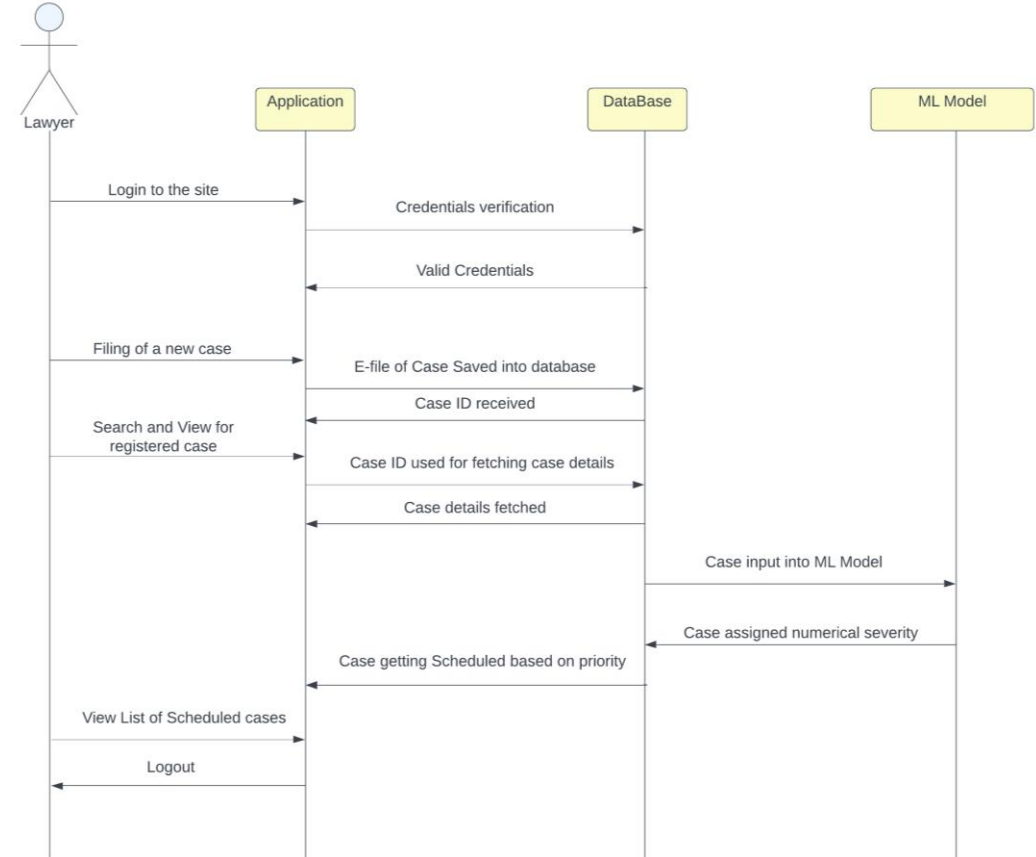 Application
DataBase
ML Model
Lawyer
Login to the site
Credentials verification
Valid Credentials
Filing of a new case
E-file of Case Saved into database
Case ID received
Search and View for
registered case
Case ID used for fetching case details
Case details fetched
Case input into ML Model
Case assigned numerical severity
Case getting Scheduled based on priority
View List of Scheduled cases
Logout